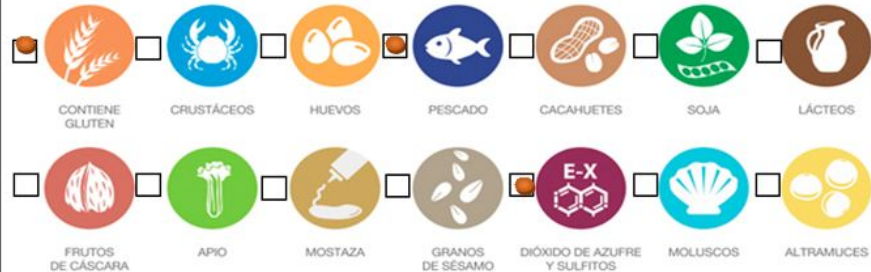 CONTIENE
GLUTEN
CRUSTÁCEOS
HUEVOS
PESCADO
CACAHUETES
SOJA
LÁCTEOS
E-X
FRUTOS
DE CÁSCARA
APIO
MOSTAZA
GRANOS
DE SÉSAMO
DIÓXIDO DE AZUFRE
Y SULFITOS
MOLUSCOS
ALTRAMUCES